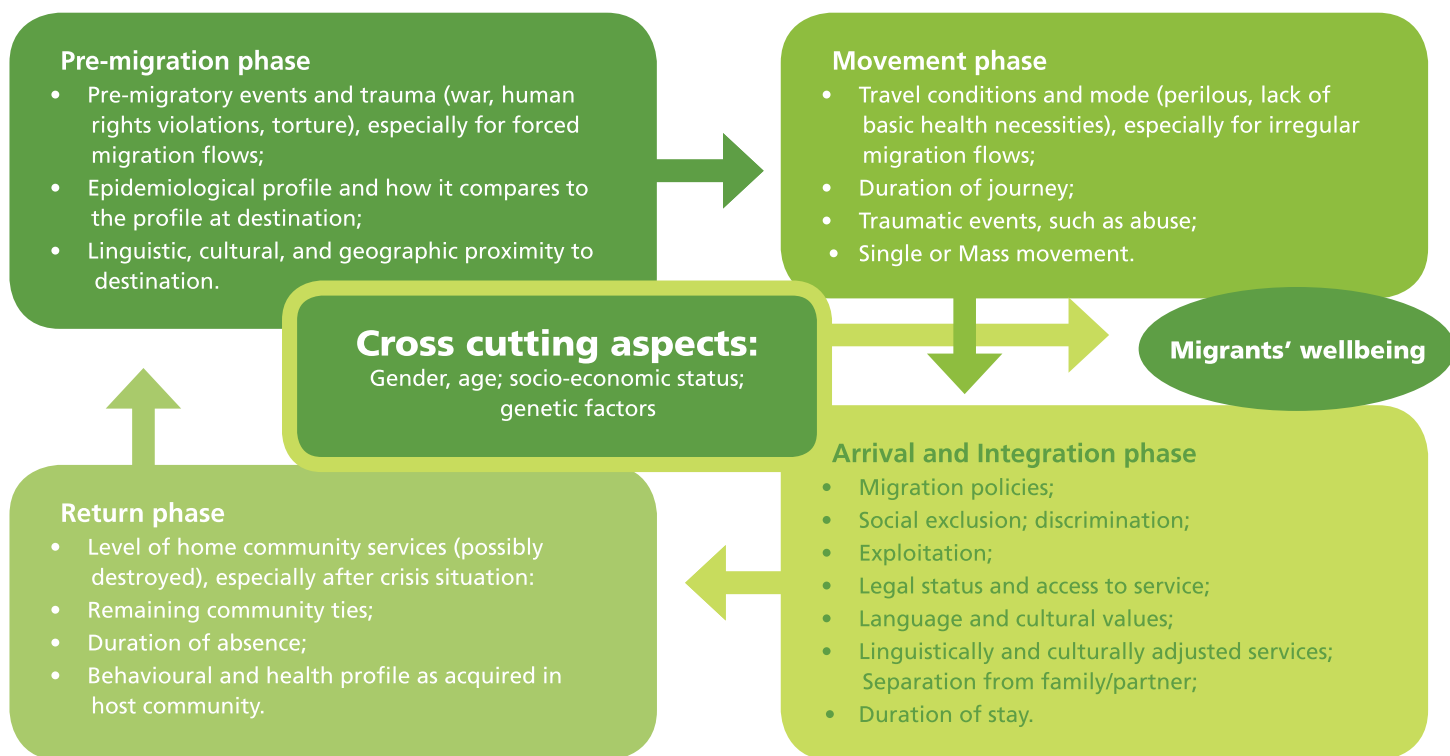 Pre-migration phase
• Pre-migratory events and trauma (war, human
rights violations, torture), especially for forced
migration flows;
• Epidemiological profile and how it compares to
the profile at destination;
• Linguistic, cultural, and geographic proximity to
destination.
Movement phase
• Travel conditions and mode (perilous, lack of
basic health necessities), especially for irregular
migration flows;
• Duration of journey;
• Traumatic events, such as abuse;
• Single or Mass movement.
Cross cutting aspects:
Gender, age; socio-economic status;
genetic factors
Migrants’ wellbeing
Arrival and Integration phase
• Migration policies;
• Social exclusion; discrimination;
• Exploitation;
• Legal status and access to service;
• Language and cultural values;
• Linguistically and culturally adjusted services;
Separation from family/partner;
• Duration of stay.
Return phase
• Level of home community services (possibly
destroyed), especially after crisis situation:
• Remaining community ties;
• Duration of absence;
• Behavioural and health profile as acquired in
host community.